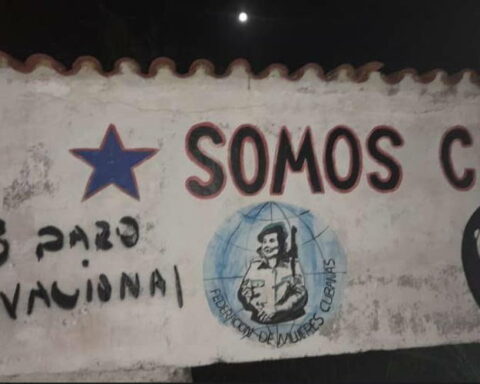 SOMOS C
PARO
NACIONAL
FEDERACION DE MUJERES CUBANAS